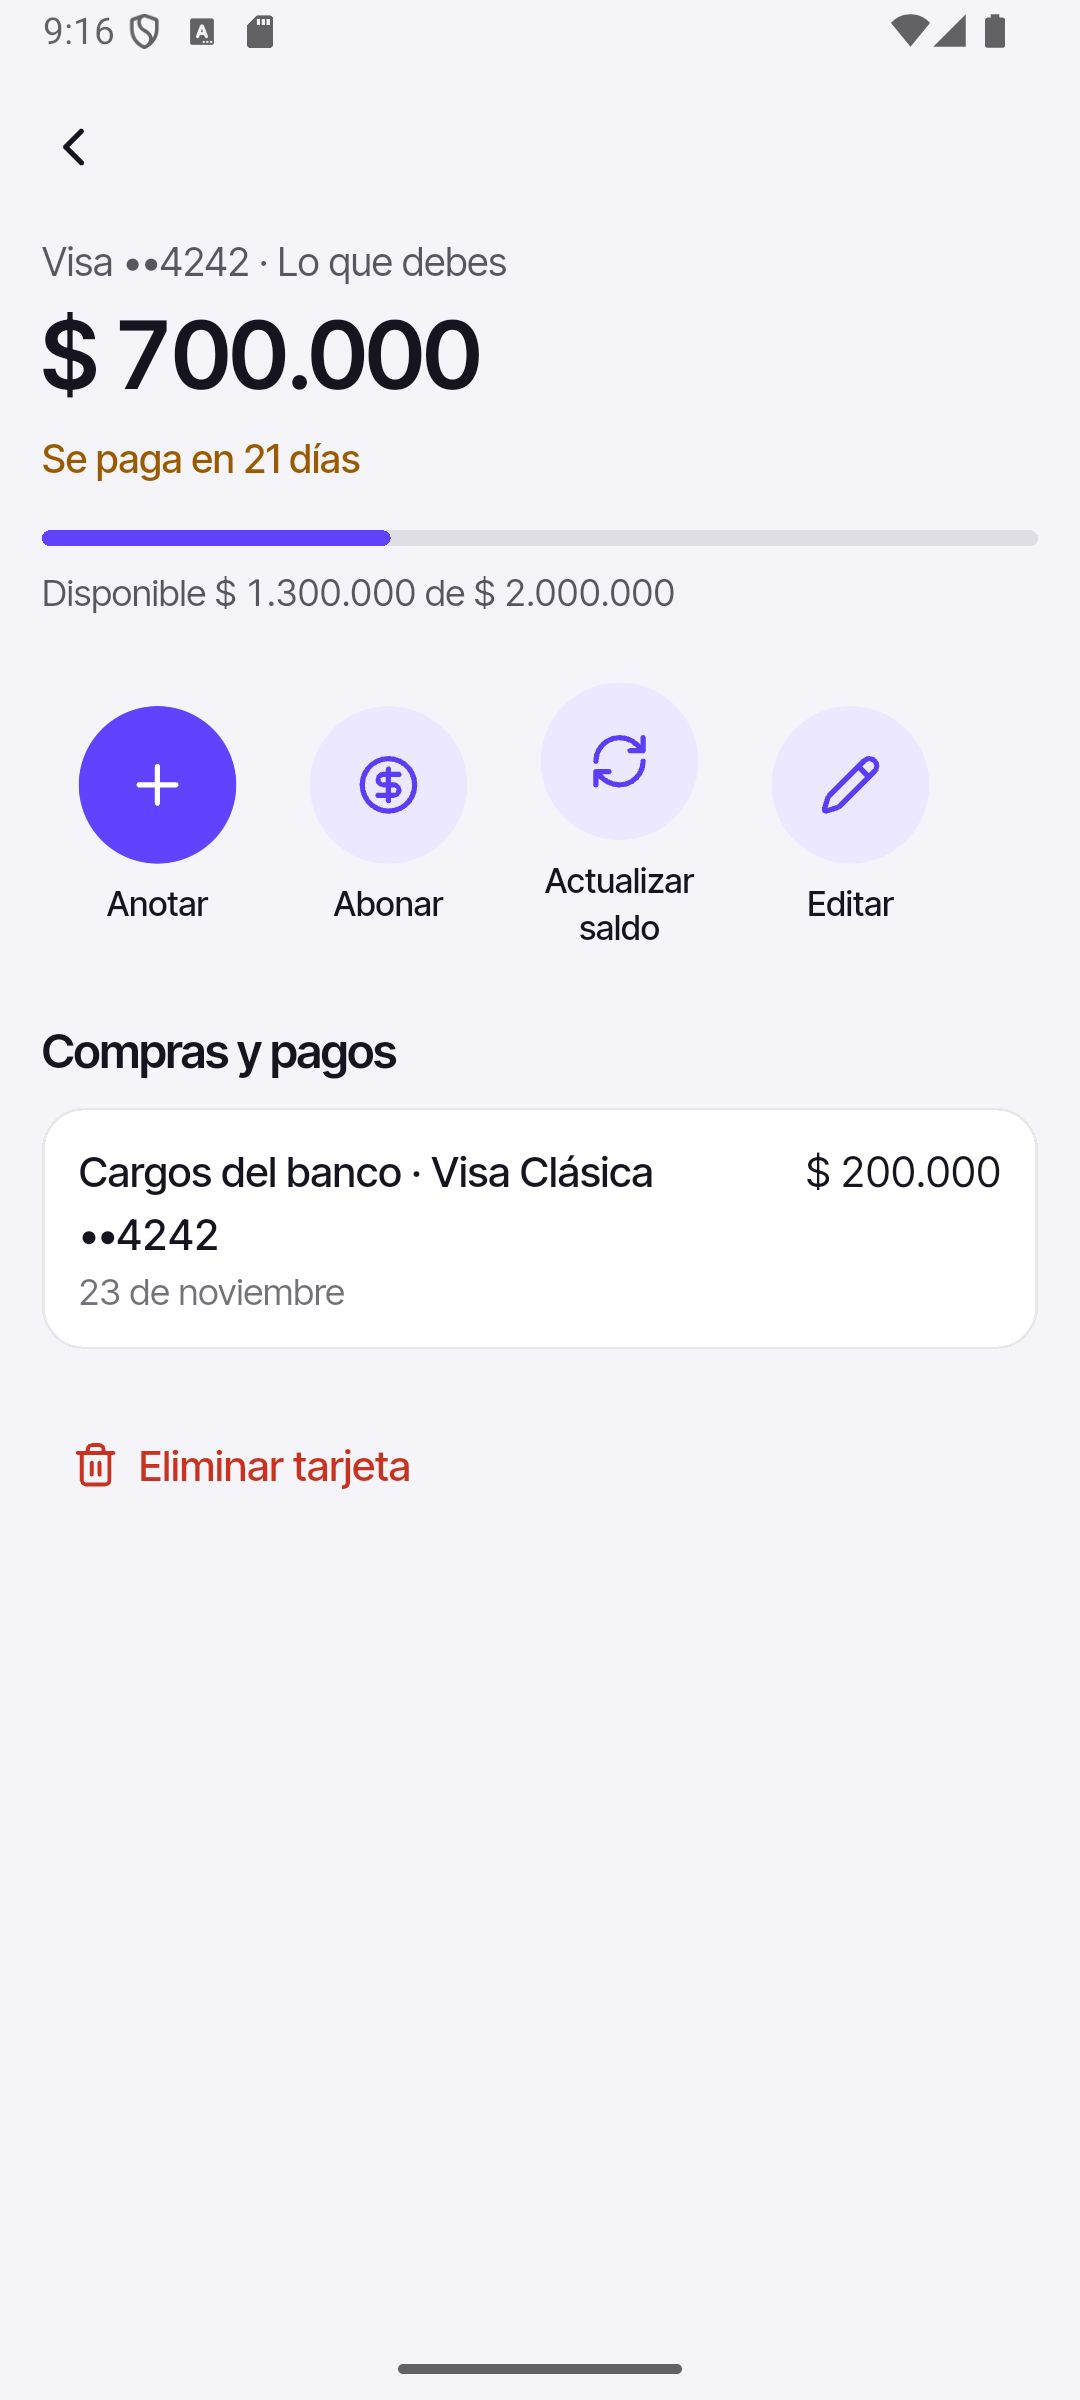 9:16
Visa ••4242 · Lo que debes
$ 700.000
Se paga en 21 días
Disponible $ 1.300.000 de $ 2.000.000
Anotar
Abonar
Actualizar
saldo
Editar
Compras y pagos
Cargos del banco · Visa Clásica
••4242
$ 200.000
23 de noviembre
Eliminar tarjeta